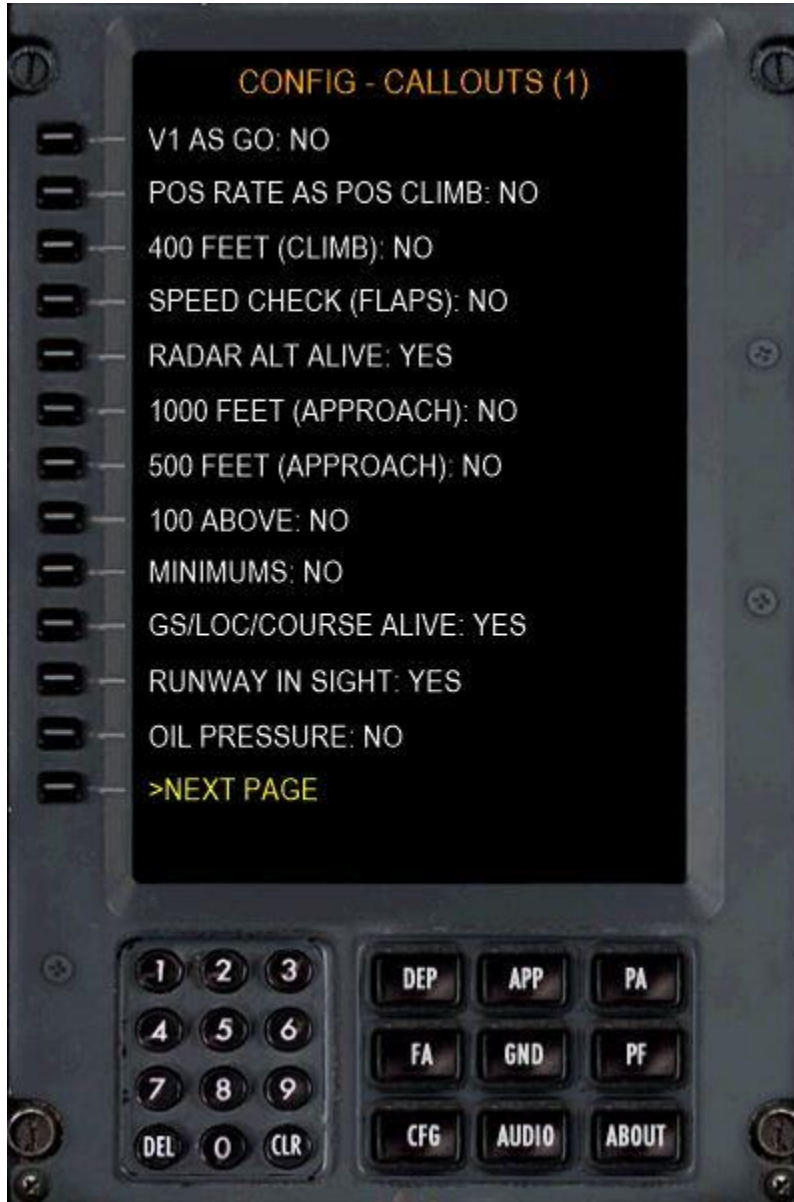 CONFIG - CALLOUTS (1)
V1 AS GO: NO
POS RATE AS POS CLIMB: NO
400 FEET (CLIMB): NO
SPEED CHECK (FLAPS): NO
RADAR ALT ALIVE: YES
1000 FEET (APPROACH): NO
500 FEET (APPROACH): NO
100 ABOVE: NO
MINIMUMS: NO
GS/LOC/COURSE ALIVE: YES
RUNWAY IN SIGHT: YES
OIL PRESSURE: NO
>NEXT PAGE
1 2 3 DEP APP PA
4 5 6 FA GND PF
7 8 9
DEL 0 CLR CFG AUDIO ABOUT